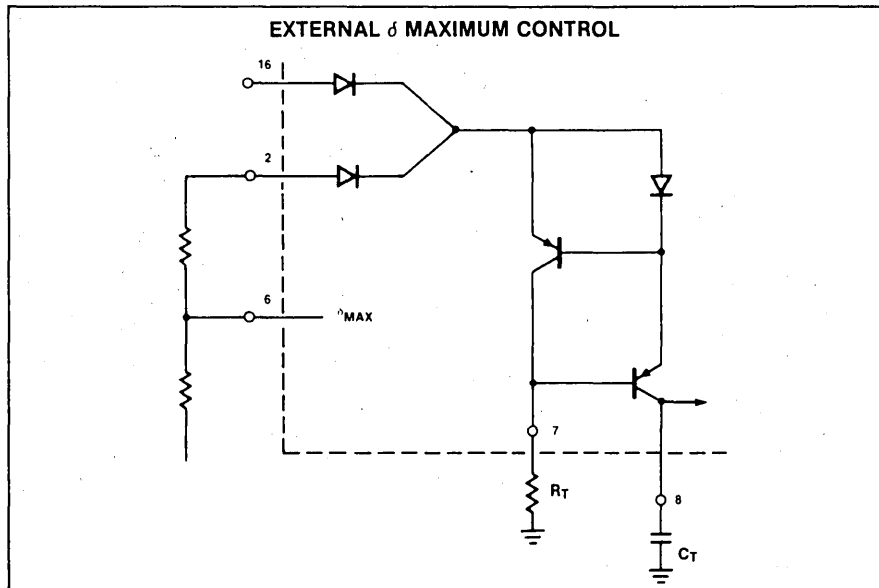 EXTERNAL δ MAXIMUM CONTROL
16
2
6
δMAX
7
RT
8
CT